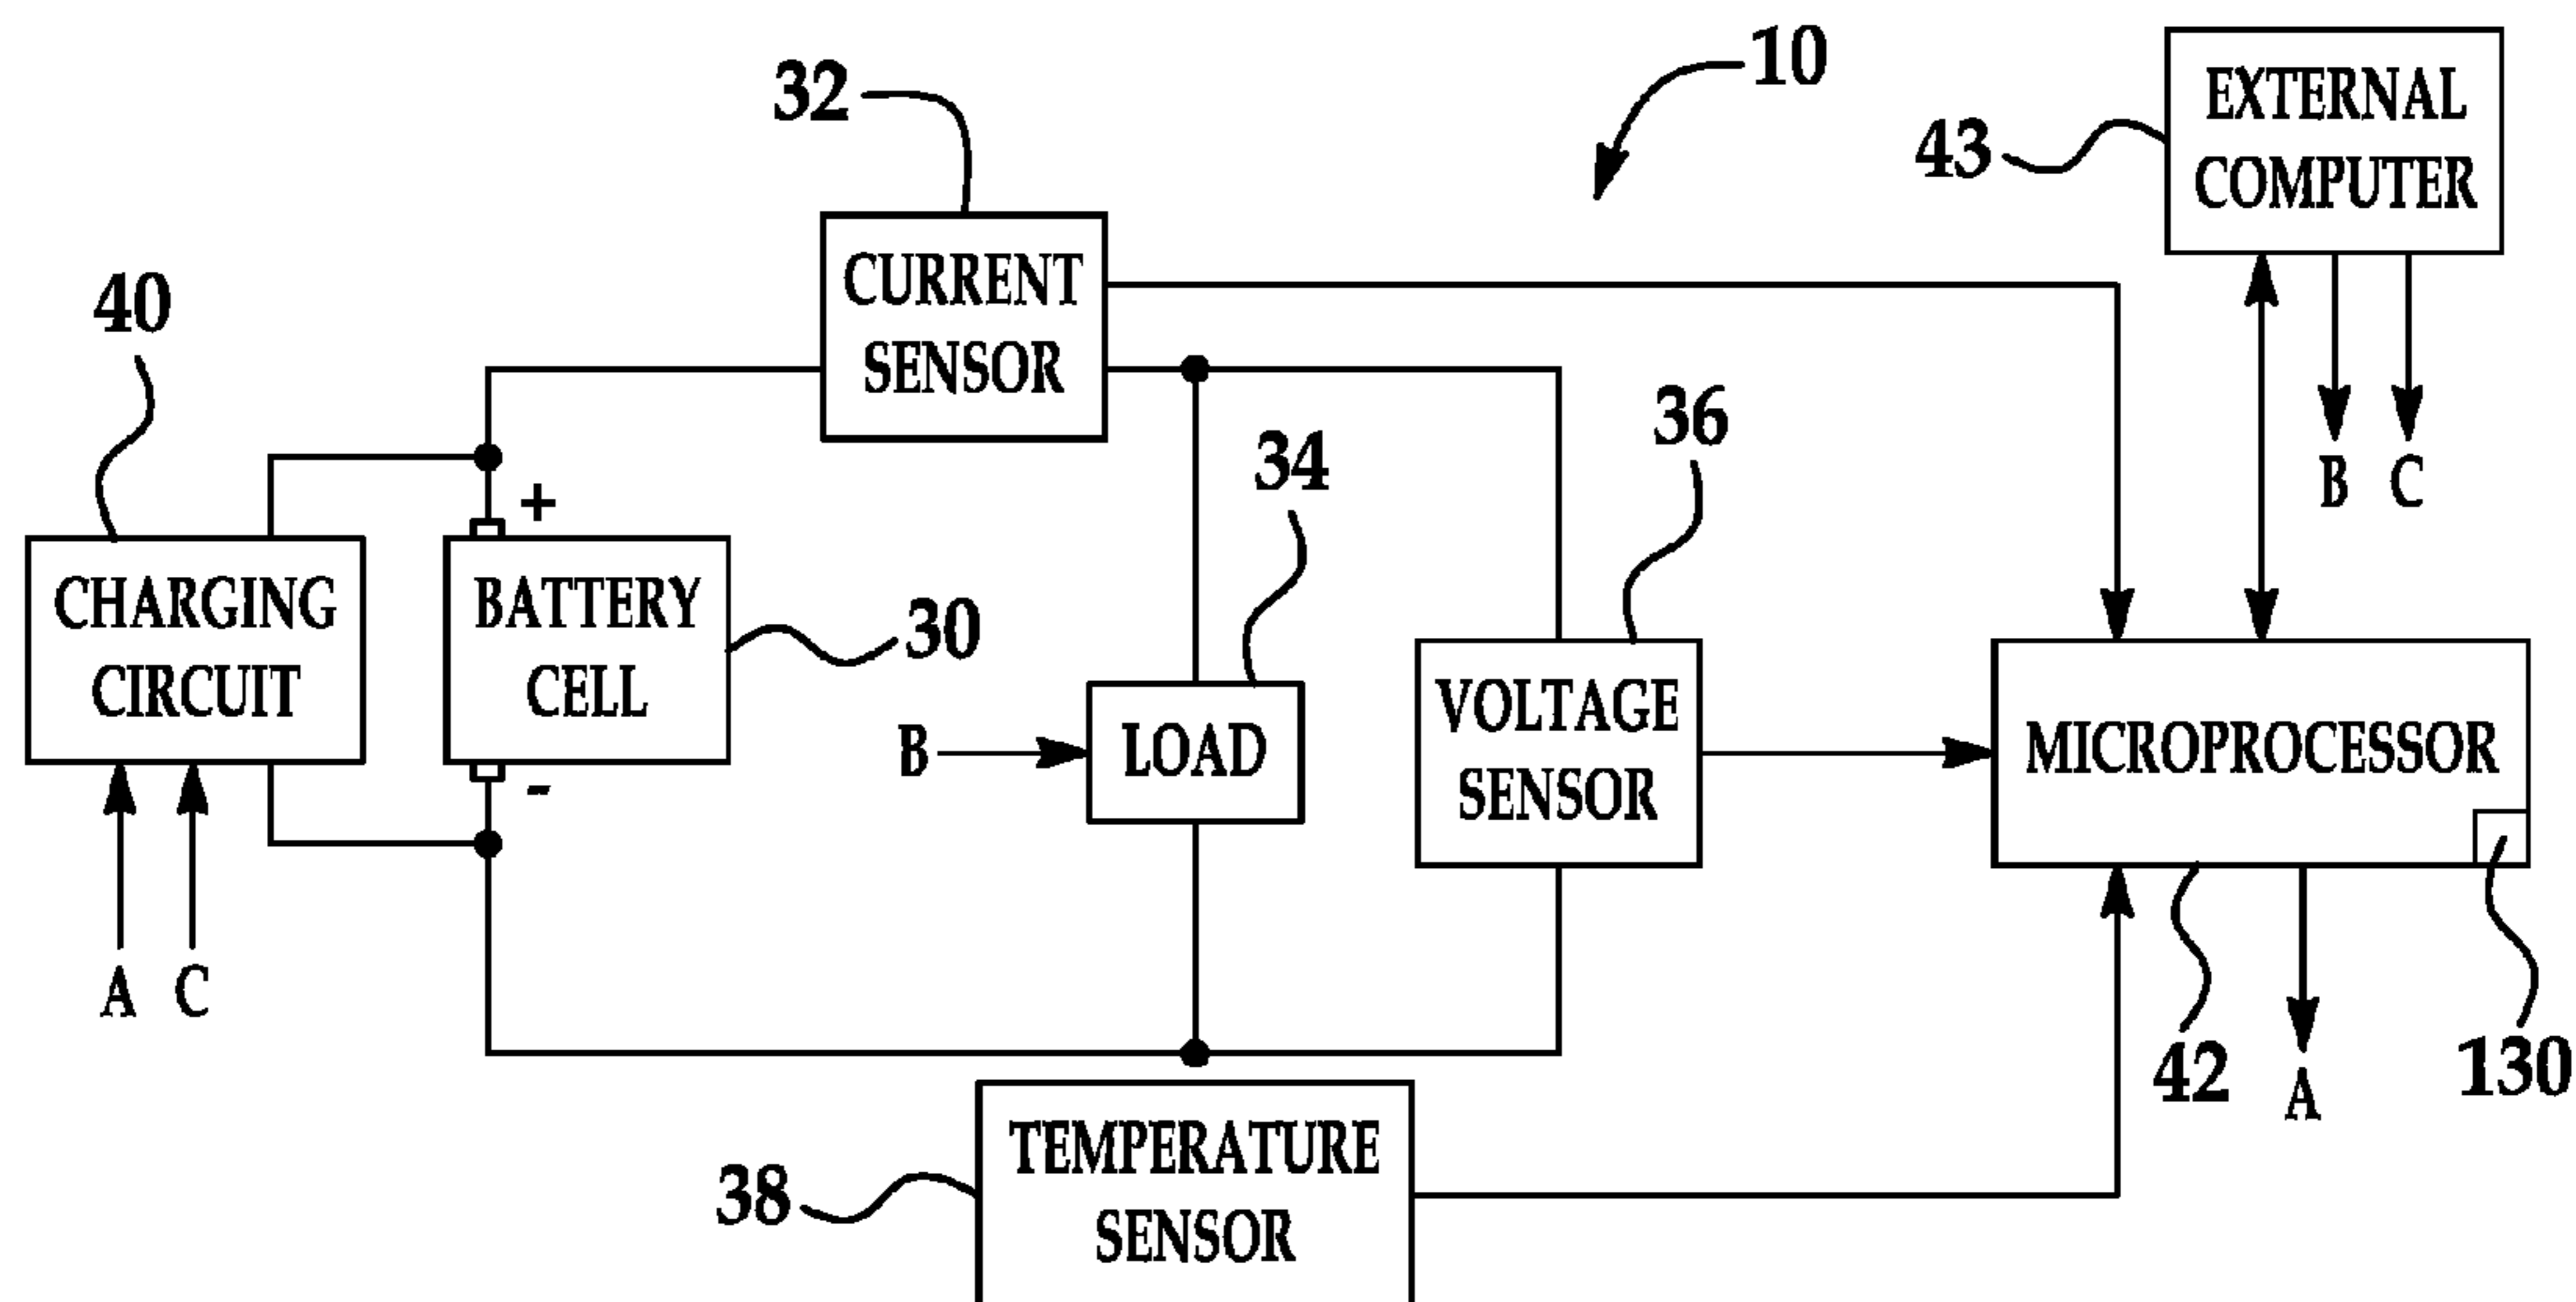 10
32
EXTERNAL
COMPUTER
43
CURRENT
SENSOR
40
36
34
B C
+
CHARGING
CIRCUIT
BATTERY
CELL
30
-
B
LOAD
VOLTAGE
SENSOR
MICROPROCESSOR
A C
42
A
130
TEMPERATURE
SENSOR
38